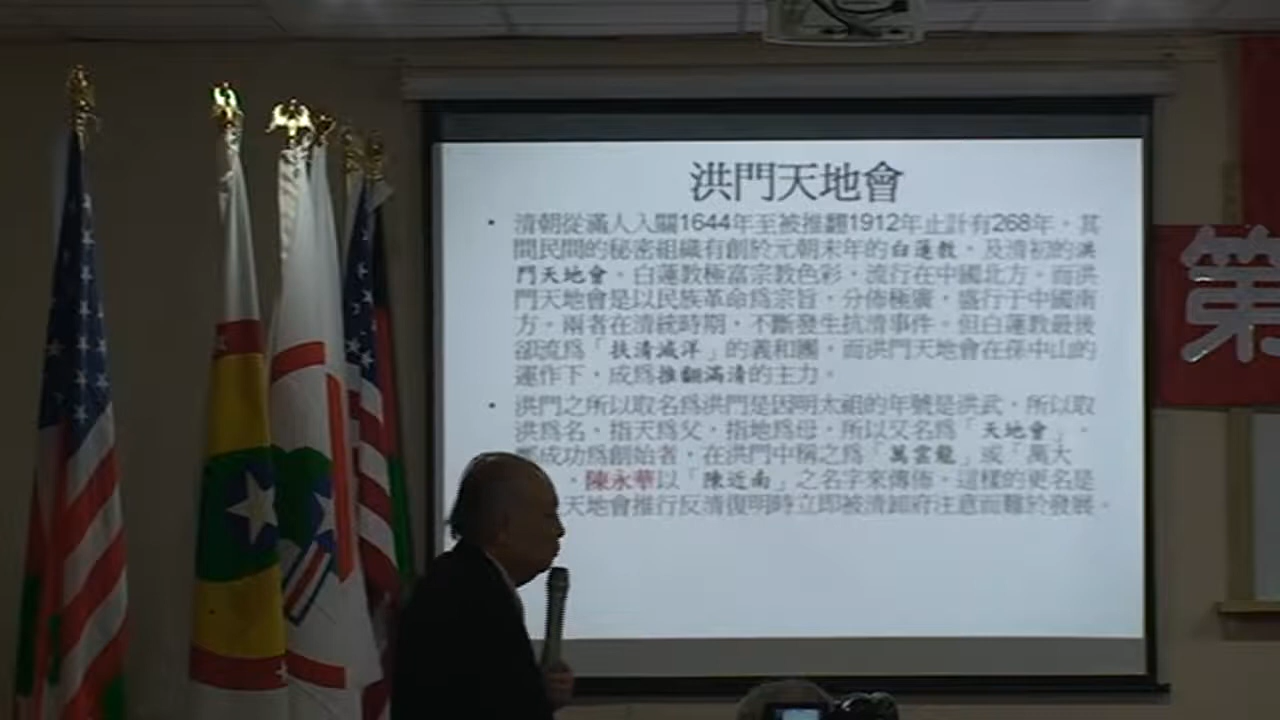 洪門天地會
• 清朝從滿人入關1644年至被推翻1912年止計有268年。其
間民間的秘密組織有創於元朝末年的白蓮教，及清初的洪
門天地會。白蓮教極富宗教色彩，流行在中國北方。而洪
門天地會是以民族革命為宗旨，分佈極廣，盛行于中國南
方。兩者在清統時期，不斷發生抗清事件。但白蓮教最後
卻流為「扶清滅洋」的義和團，而洪門天地會在孫中山的
運作下，成為推翻滿清的主力。
• 洪門之所以取名為洪門是因明太祖的年號是洪武，所以取
洪為名，指天為父，指地為母，所以又名為「天地會」。
鄭成功為創始者，在洪門中稱之為「萬雲龍」或「萬大
陳永華以「陳近南」之名字來傳佈。這樣的更名是
天地會推行反清復明時立即被清政府注意而難於發展。
第